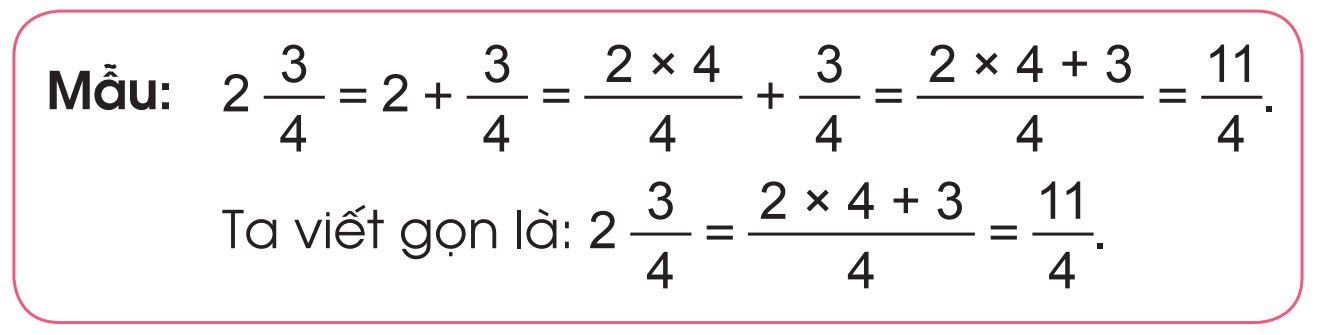 Mẫu: 2 3/4 = 2 + 3/4 = 2 × 4/4 + 3/4 = 2 × 4 + 3/4 = 11/4.
Ta viết gọn là: 2 3/4 = 2 × 4 + 3/4 = 11/4.